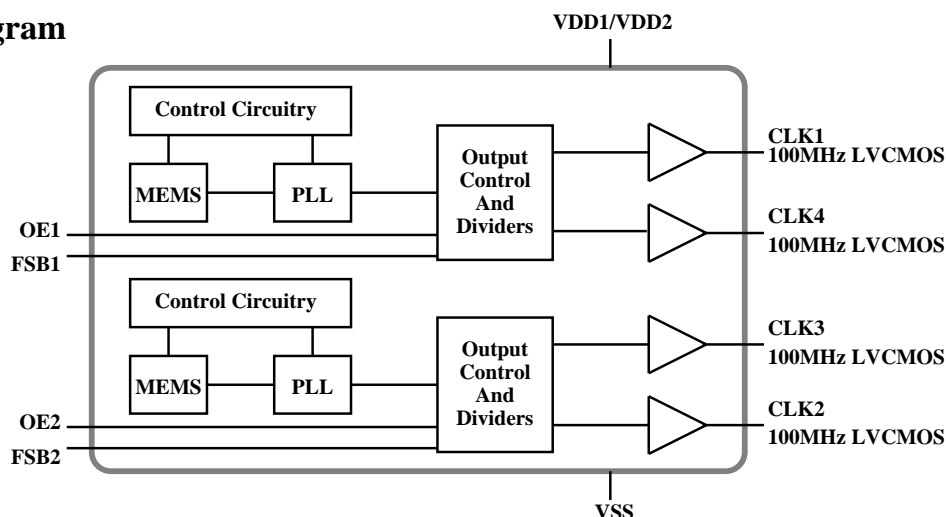 gram
VDD1/VDD2
Control Circuitry
MEMS
PLL
Output
Control
And
Dividers
CLK1
100MHz LVCMOS
CLK4
100MHz LVCMOS
OE1
FSB1
Control Circuitry
MEMS
PLL
Output
Control
And
Dividers
CLK3
100MHz LVCMOS
CLK2
100MHz LVCMOS
OE2
FSB2
VSS